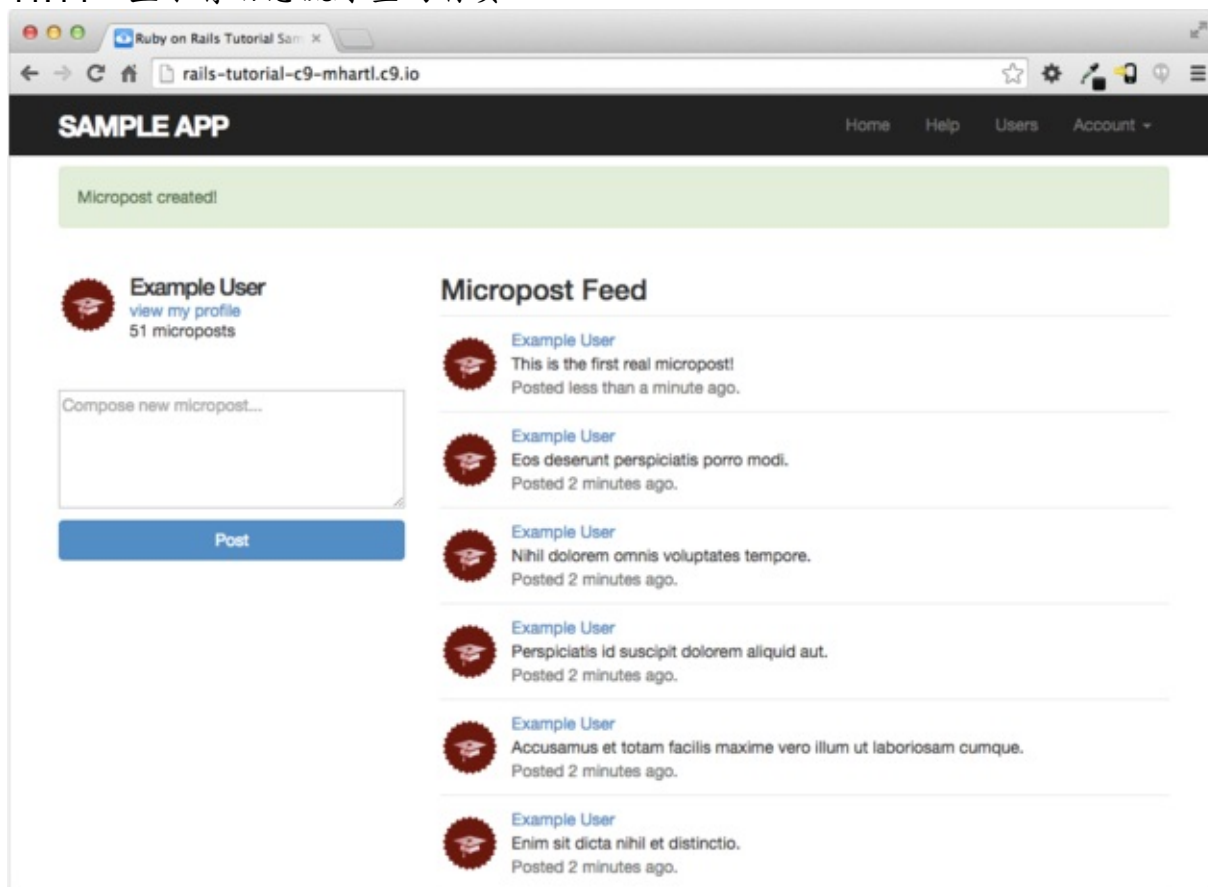 Ruby on Rails Tutorial Sam
rails-tutorial-c9-mhartl.c9.io
SAMPLE APP
Home Help Users Account
Micropost created!
Example User
view my profile
51 microposts
Compose new micropost...
Post
Micropost Feed
Example User
This is the first real micropost!
Posted less than a minute ago.
Example User
Eos deserunt perspiciatis porro modi.
Posted 2 minutes ago.
Example User
Nihil dolorem omnis voluptates tempore.
Posted 2 minutes ago.
Example User
Perspiciatis id suscipit dolorem aliquid aut.
Posted 2 minutes ago.
Example User
Accusamus et totam facilis maxime vero illum ut laboriosam cumque.
Posted 2 minutes ago.
Example User
Enim sit dicta nihil et distinctio.
Posted 2 minutes ago.